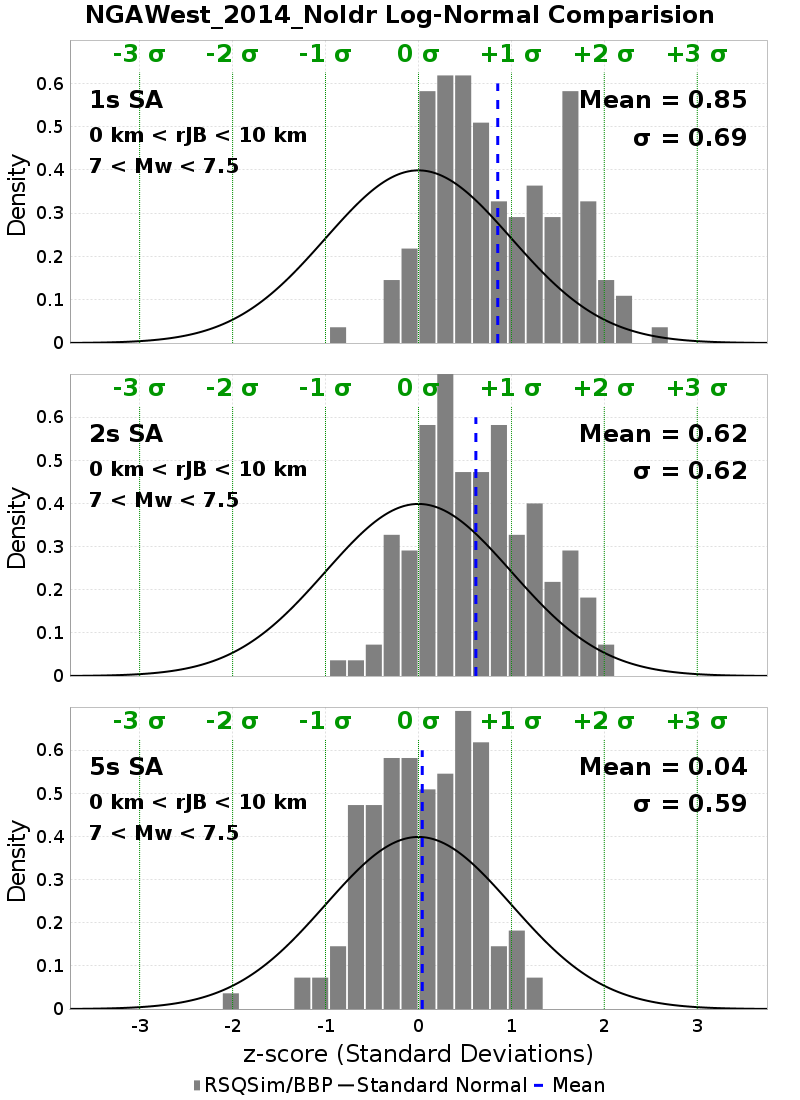 NGAWest_2014_NoIdr Log-Normal Comparision
-3 σ -2 σ -1 σ 0 σ +1 σ +2 σ +3 σ
1s SA
Mean = 0.85
0 km < rJB < 10 km
σ = 0.69
7 < Mw < 7.5
0.6
0.5
0.4
0.3
0.2
0.1
0
Density
-3 σ -2 σ -1 σ 0 σ +1 σ +2 σ +3 σ
2s SA
Mean = 0.62
0 km < rJB < 10 km
σ = 0.62
7 < Mw < 7.5
0.6
0.5
0.4
0.3
0.2
0.1
0
Density
-3 σ -2 σ -1 σ 0 σ +1 σ +2 σ +3 σ
5s SA
Mean = 0.04
0 km < rJB < 10 km
σ = 0.59
7 < Mw < 7.5
0.6
0.5
0.4
0.3
0.2
0.1
0
Density
-3 -2 -1 0 1 2 3
z-score (Standard Deviations)
RSQSim/BBP Standard Normal Mean